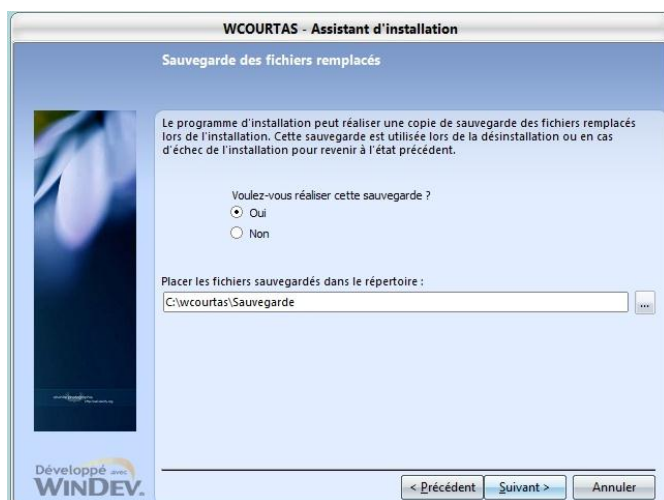 WCOURTAS - Assistant d'installation
Sauvegarde des fichiers remplacés
Le programme d'installation peut réaliser une copie de sauvegarde des fichiers remplacés
lors de l'installation. Cette sauvegarde est utilisée lors de la désinstallation ou en cas
d'échec de l'installation pour revenir à l'état précédent.
Voulez-vous réaliser cette sauvegarde ?
Oui
Non
Placer les fichiers sauvegardés dans le répertoire :
C:\wcourtas\Sauvegarde
...
Développé avec
WINDEV.
< Précédent
Suivant >
Annuler